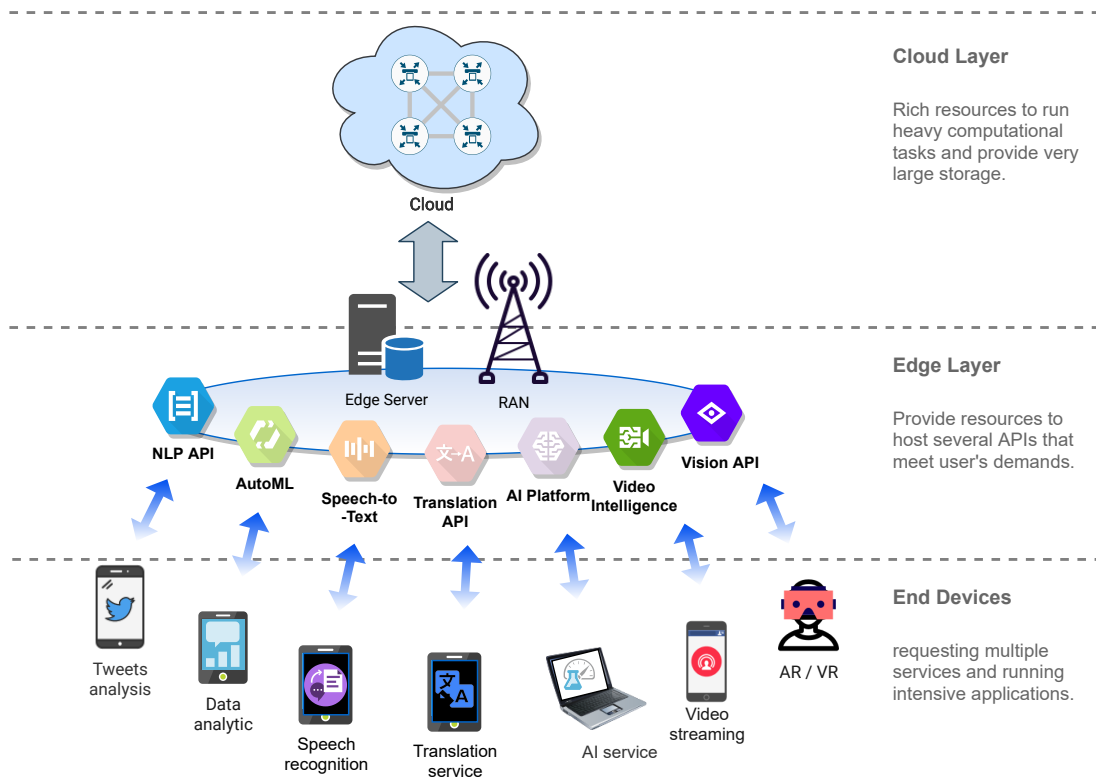 Cloud Layer
Rich resources to run
heavy computational
tasks and provide very
large storage.
Cloud
Edge Layer
Provide resources to
host several APIs that
meet user's demands.
Edge Server
RAN
NLP API
AutoML
Speech-to
-Text
Translation
API
文→A
AI Platform
Video
Intelligence
Vision API
End Devices
requesting multiple
services and running
intensive applications.
Tweets
analysis
Data
analytic
Speech
recognition
文
A
Translation
service
AI service
Video
streaming
AR / VR